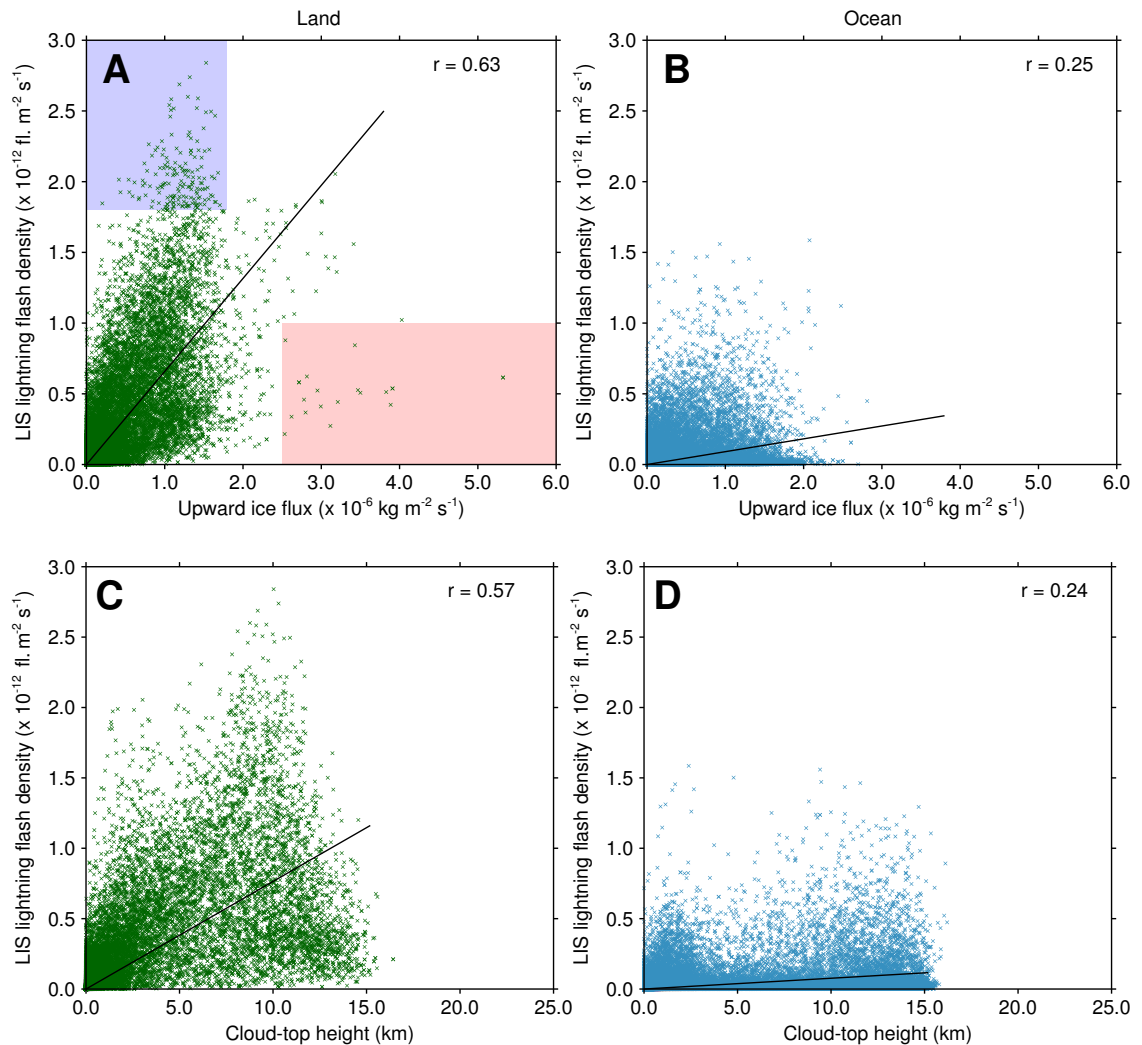 Land
Ocean
A
r = 0.63
B
r = 0.25
LIS lightning flash density (x 10⁻¹² fl. m⁻² s⁻¹)
3.0
2.5
2.0
1.5
1.0
0.5
0.0
0.0 1.0 2.0 3.0 4.0 5.0 6.0
Upward ice flux (x 10⁻⁶ kg m⁻² s⁻¹)
LIS lightning flash density (x 10⁻¹² fl. m⁻² s⁻¹)
3.0
2.5
2.0
1.5
1.0
0.5
0.0
0.0 1.0 2.0 3.0 4.0 5.0 6.0
Upward ice flux (x 10⁻⁶ kg m⁻² s⁻¹)
C
r = 0.57
D
r = 0.24
LIS lightning flash density (x 10⁻¹² fl. m⁻² s⁻¹)
3.0
2.5
2.0
1.5
1.0
0.5
0.0
0.0 5.0 10.0 15.0 20.0 25.0
Cloud-top height (km)
LIS lightning flash density (x 10⁻¹² fl.m⁻² s⁻¹)
3.0
2.5
2.0
1.5
1.0
0.5
0.0
0.0 5.0 10.0 15.0 20.0 25.0
Cloud-top height (km)